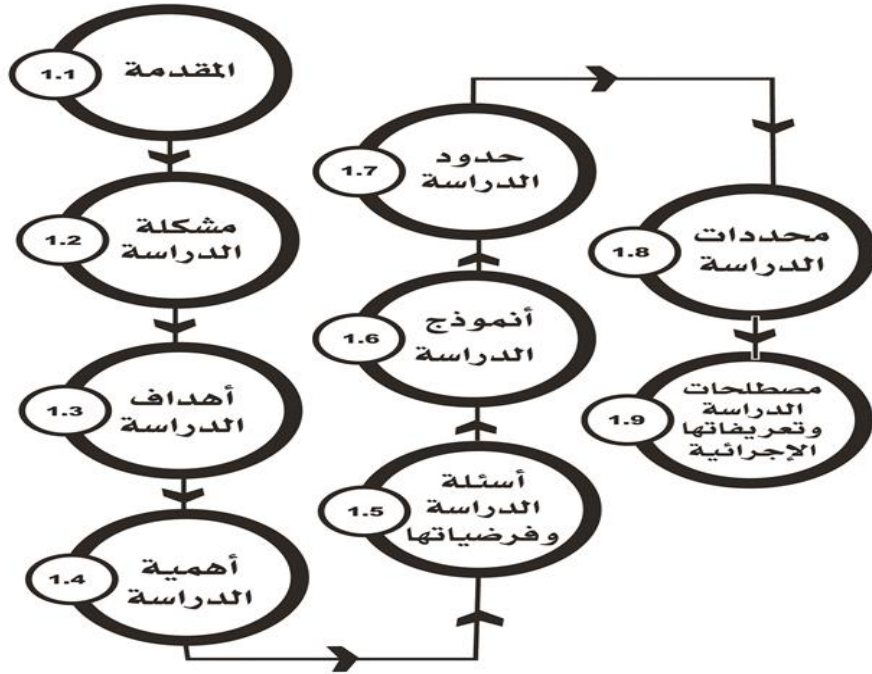 1.1
المقدمة
1.2
مشكلة
الدراسة
1.3
أهداف
الدراسة
1.4
أهمية
الدراسة
1.5
أسئلة
الدراسة
وفرضياتها
1.6
أنموذج
الدراسة
1.7
حدود
الدراسة
1.8
محددات
الدراسة
1.9
مصطلحات
الدراسة
وتعريفاتها
الإجرائية